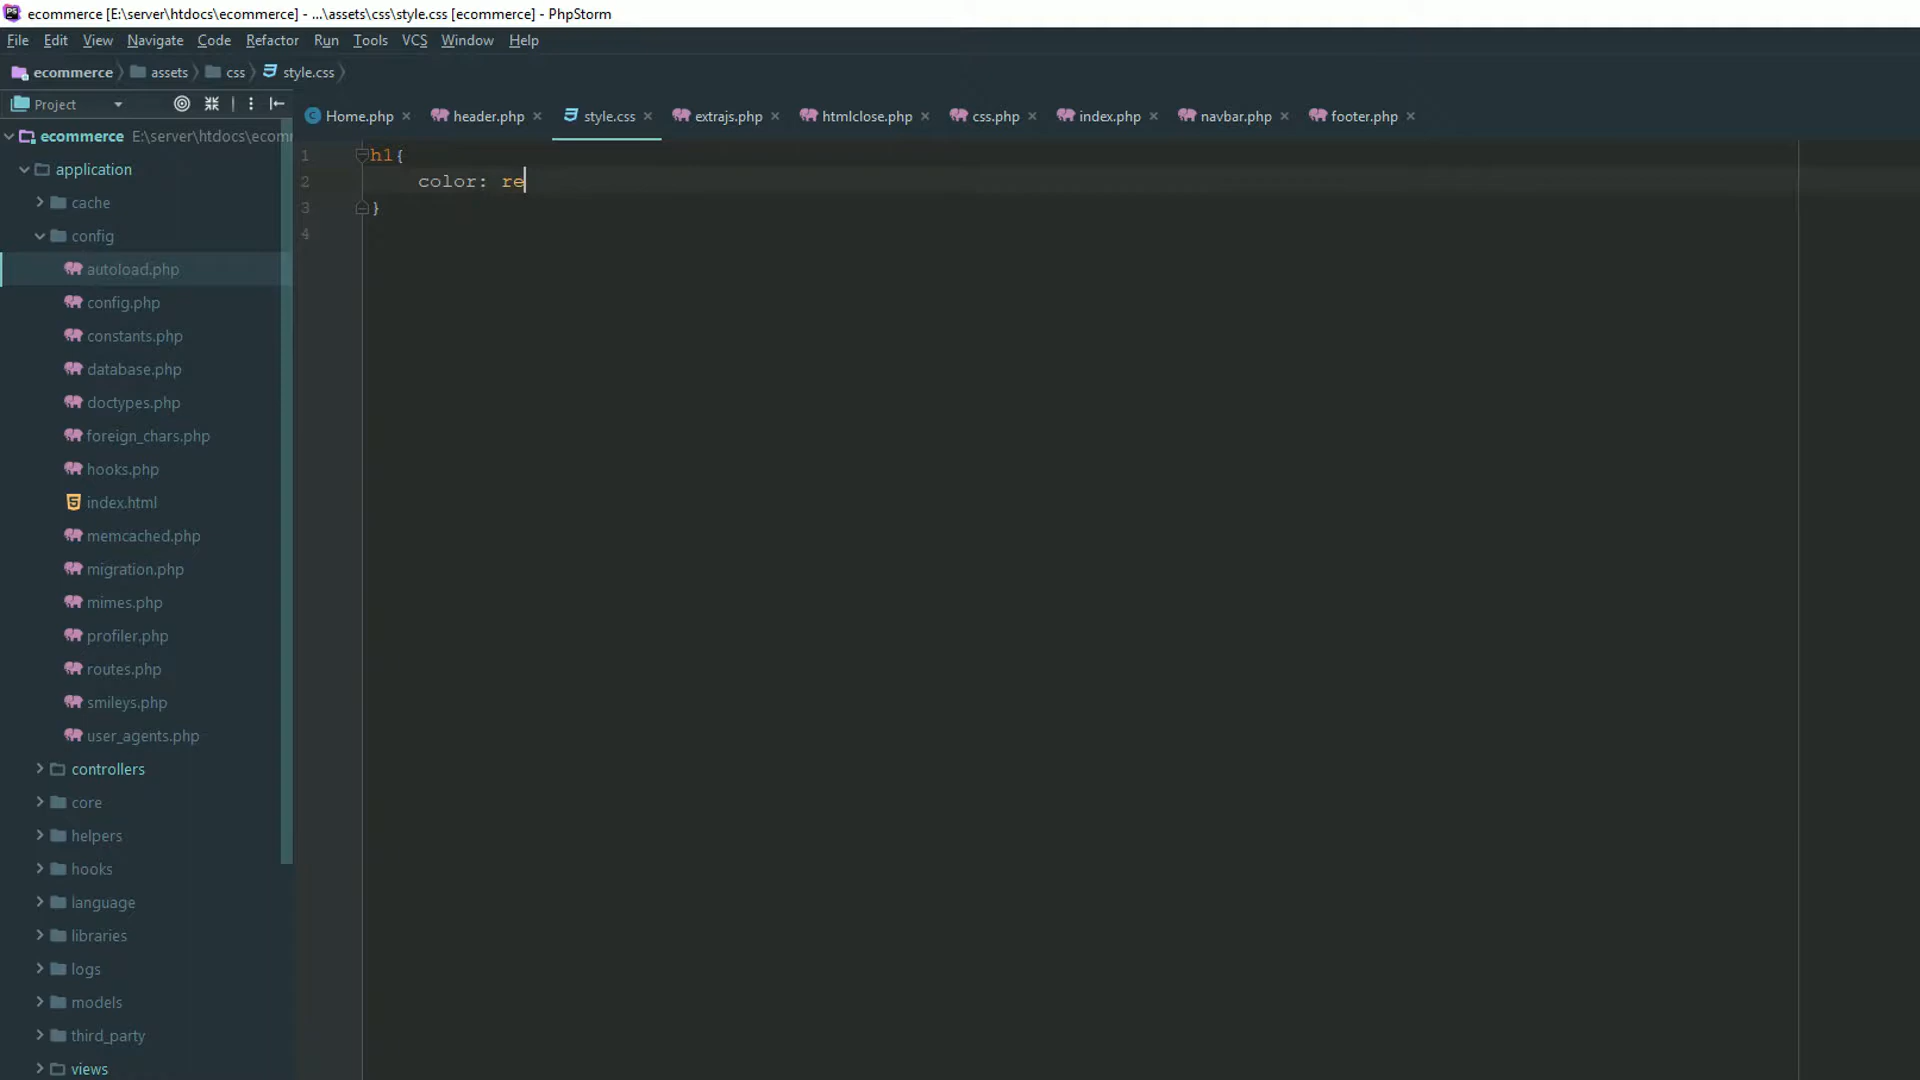 PS ecommerce [E:\server\htdocs\ecommerce] - ...\assets\css\style.css [ecommerce] - PhpStorm
File Edit View Navigate Code Refactor Run Tools VCS Window Help
ecommerce assets css style.css
Project
Home.php header.php style.css extrajs.php htmlclose.php css.php index.php navbar.php footer.php
ecommerce E:\server\htdocs\ecomm
application
cache
config
autoload.php
config.php
constants.php
database.php
doctypes.php
foreign_chars.php
hooks.php
index.html
memcached.php
migration.php
mimes.php
profiler.php
routes.php
smileys.php
user_agents.php
controllers
core
helpers
hooks
language
libraries
logs
models
third_party
views
1 h1{
2 color: re
3 }
4